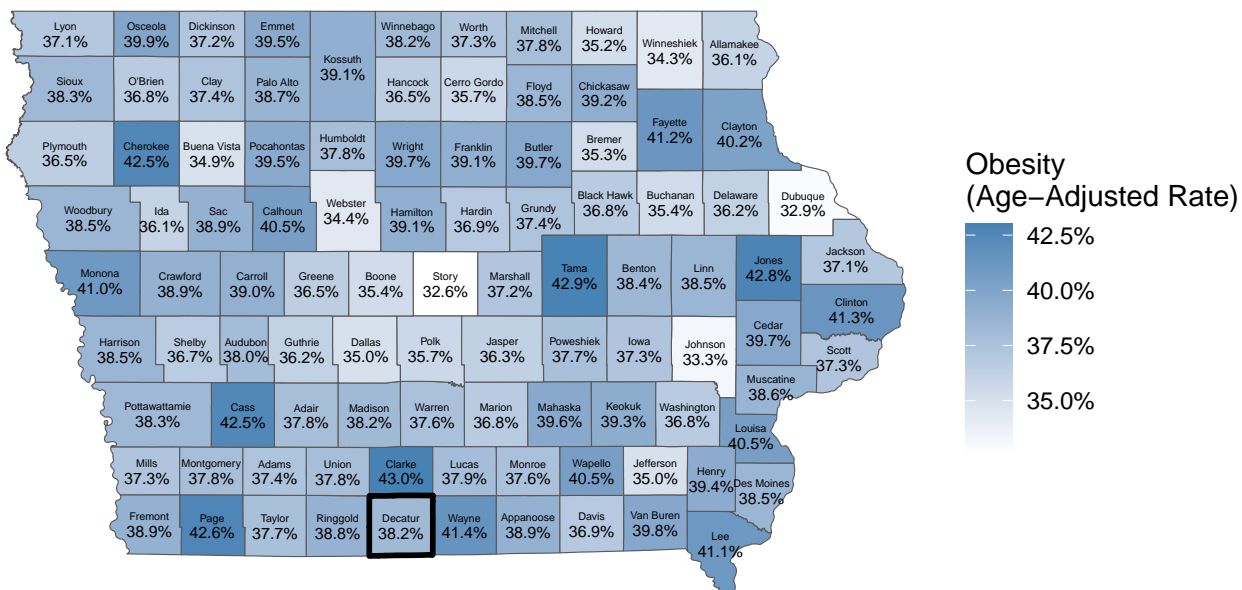 Lyon
37.1%
Osceola
39.9%
Dickinson
37.2%
Emmet
39.5%
Kossuth
39.1%
Winnebago
38.2%
Worth
37.3%
Mitchell
37.8%
Howard
35.2%
Winneshiek
34.3%
Allamakee
36.1%
Sioux
38.3%
O'Brien
36.8%
Clay
37.4%
Palo Alto
38.7%
Hancock
36.5%
Cerro Gordo
35.7%
Floyd
38.5%
Chickasaw
39.2%
Fayette
41.2%
Clayton
40.2%
Plymouth
36.5%
Cherokee
42.5%
Buena Vista
34.9%
Pocahontas
39.5%
Humboldt
37.8%
Wright
39.7%
Franklin
39.1%
Butler
39.7%
Bremer
35.3%
Woodbury
38.5%
Ida
36.1%
Sac
38.9%
Calhoun
40.5%
Webster
34.4%
Hamilton
39.1%
Hardin
36.9%
Grundy
37.4%
Black Hawk
36.8%
Buchanan
35.4%
Delaware
36.2%
Dubuque
32.9%
Monona
41.0%
Crawford
38.9%
Carroll
39.0%
Greene
36.5%
Boone
35.4%
Story
32.6%
Marshall
37.2%
Tama
42.9%
Benton
38.4%
Linn
38.5%
Jones
42.8%
Jackson
37.1%
Clinton
41.3%
Harrison
38.5%
Shelby
36.7%
Audubon
38.0%
Guthrie
36.2%
Dallas
35.0%
Polk
35.7%
Jasper
36.3%
Poweshiek
37.7%
Iowa
37.3%
Johnson
33.3%
Cedar
39.7%
Scott
37.3%
Muscatine
38.6%
Pottawattamie
38.3%
Cass
42.5%
Adair
37.8%
Madison
38.2%
Warren
37.6%
Marion
36.8%
Mahaska
39.6%
Keokuk
39.3%
Washington
36.8%
Louisa
40.5%
Mills
37.3%
Montgomery
37.8%
Adams
37.4%
Union
37.8%
Clarke
43.0%
Lucas
37.9%
Monroe
37.6%
Wapello
40.5%
Jefferson
35.0%
Henry
39.4%
Des Moines
38.5%
Fremont
38.9%
Page
42.6%
Taylor
37.7%
Ringgold
38.8%
Decatur
38.2%
Wayne
41.4%
Appanoose
38.9%
Davis
36.9%
Van Buren
39.8%
Lee
41.1%
Obesity
(Age−Adjusted Rate)
42.5%
40.0%
37.5%
35.0%